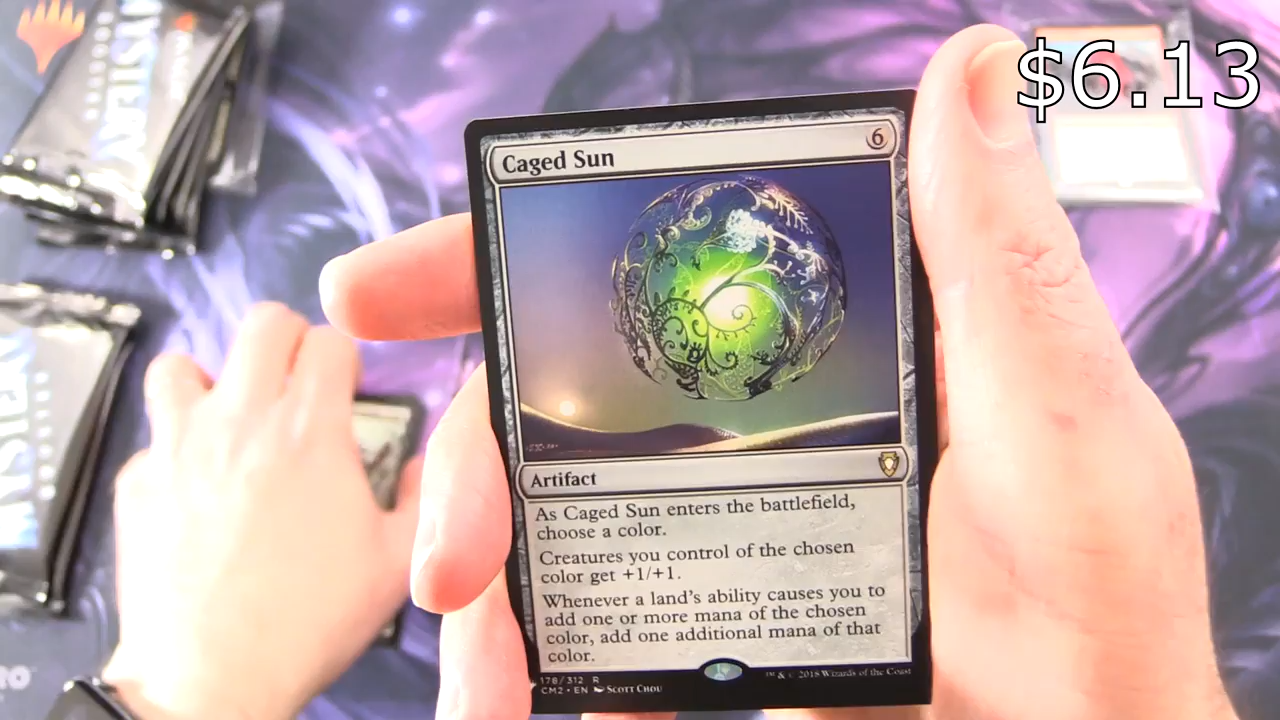 $6.13
Caged Sun
6
Artifact
As Caged Sun enters the battlefield,
choose a color.
Creatures you control of the chosen
color get +1/+1.
Whenever a land's ability causes you to
add one or more mana of the chosen
color, add one additional mana of that
color.
178/312 R
CM2 • EN SCOTT CHOU
™ & © 2018 Wizards of the Coast